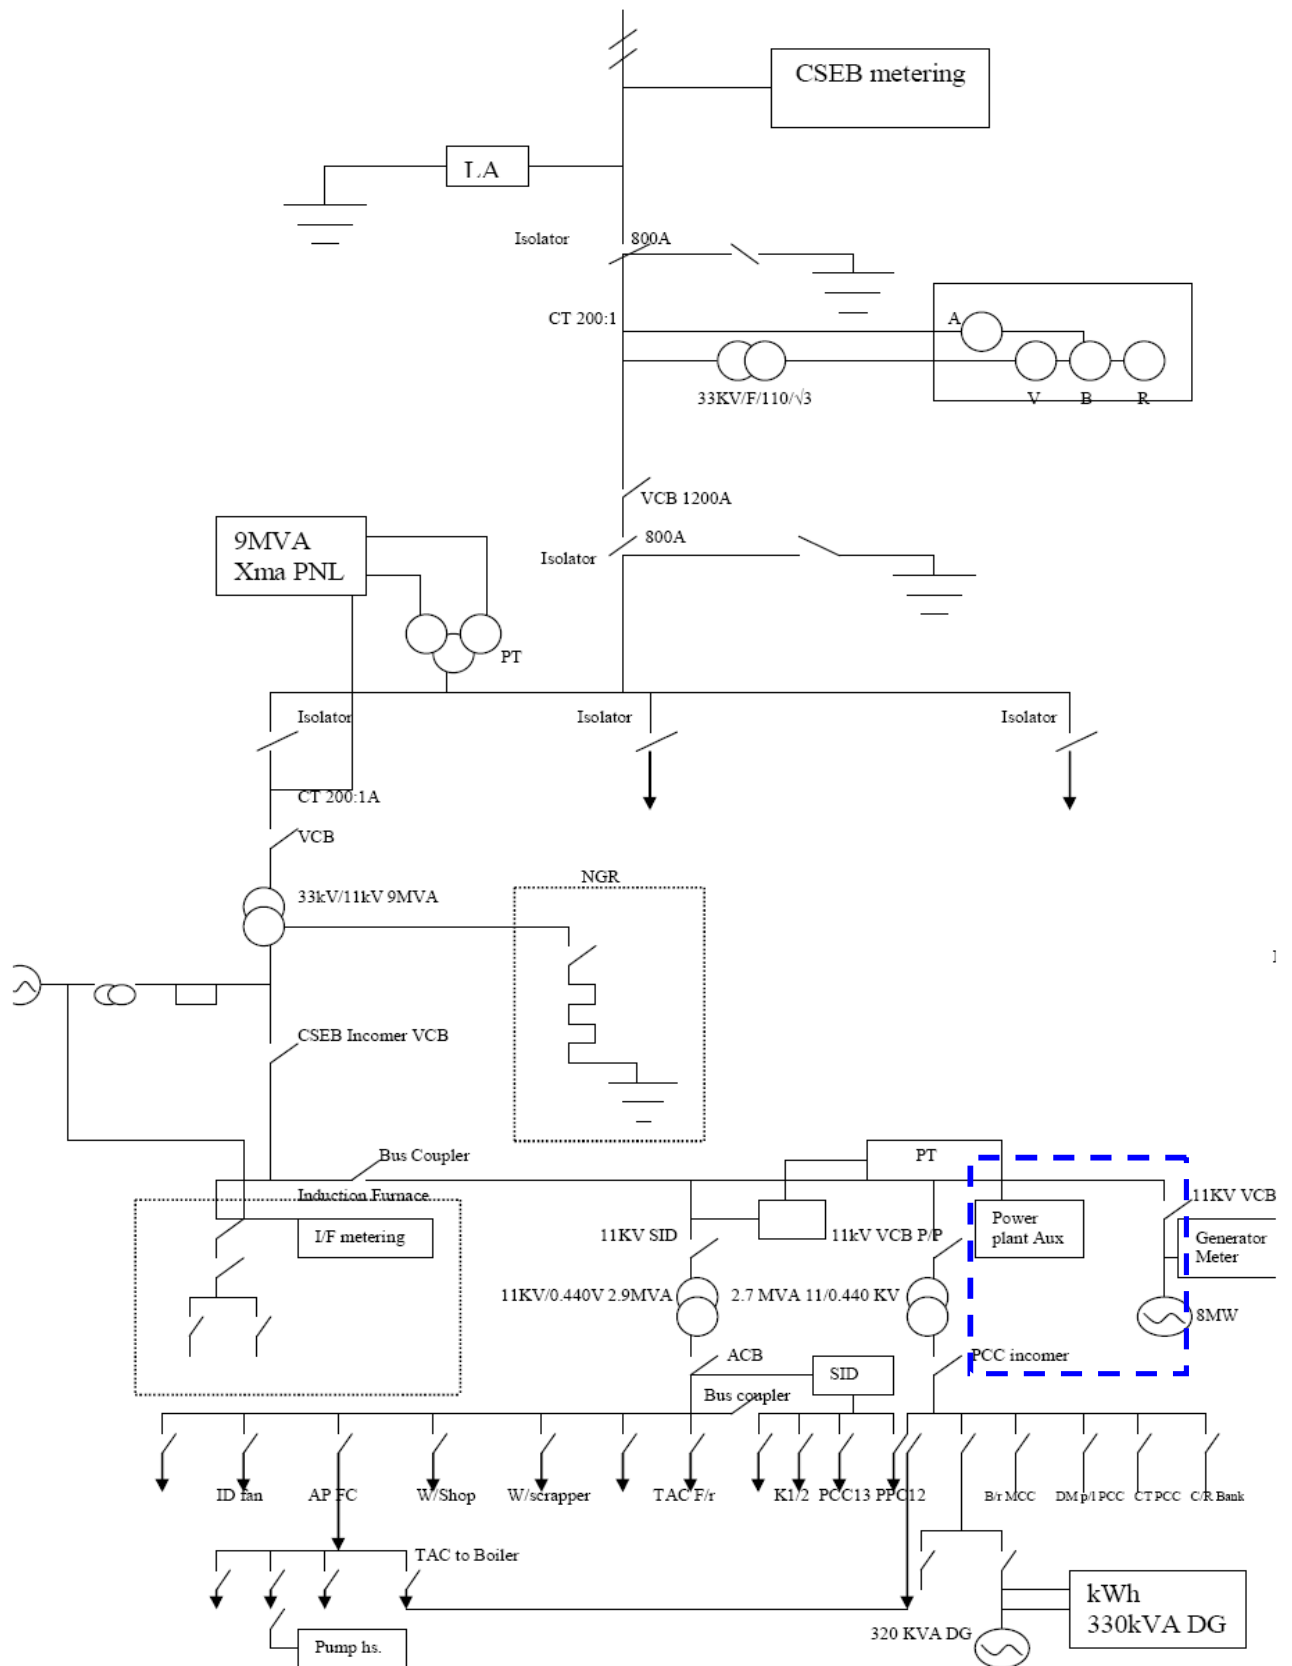 CSEB metering
LA
Isolator
800A
CT 200:1
A
33KV/F/110/√3
V
B
R
VCB 1200A
9MVA
Xma PNL
800A
Isolator
PT
Isolator
Isolator
Isolator
CT 200:1A
VCB
NGR
33kV/11kV 9MVA
CSEB Incomer VCB
Bus Coupler
PT
Induction Furnace
11KV VCB
I/F metering
11KV SID
11kV VCB P/P
Power
plant Aux
Generator
Meter
11KV/0.440V 2.9MVA
2.7 MVA 11/0.440 KV
8MW
ACB
PCC incomer
SID
Bus coupler
ID fan
AP FC
W/Shop
W/scrapper
TAC F/r
K1/2
PCC13
PPC12
B/r MCC
DM p/l PCC
CT PCC
C/R Bank
TAC to Boiler
kWh
330kVA DG
320 KVA DG
Pump hs.